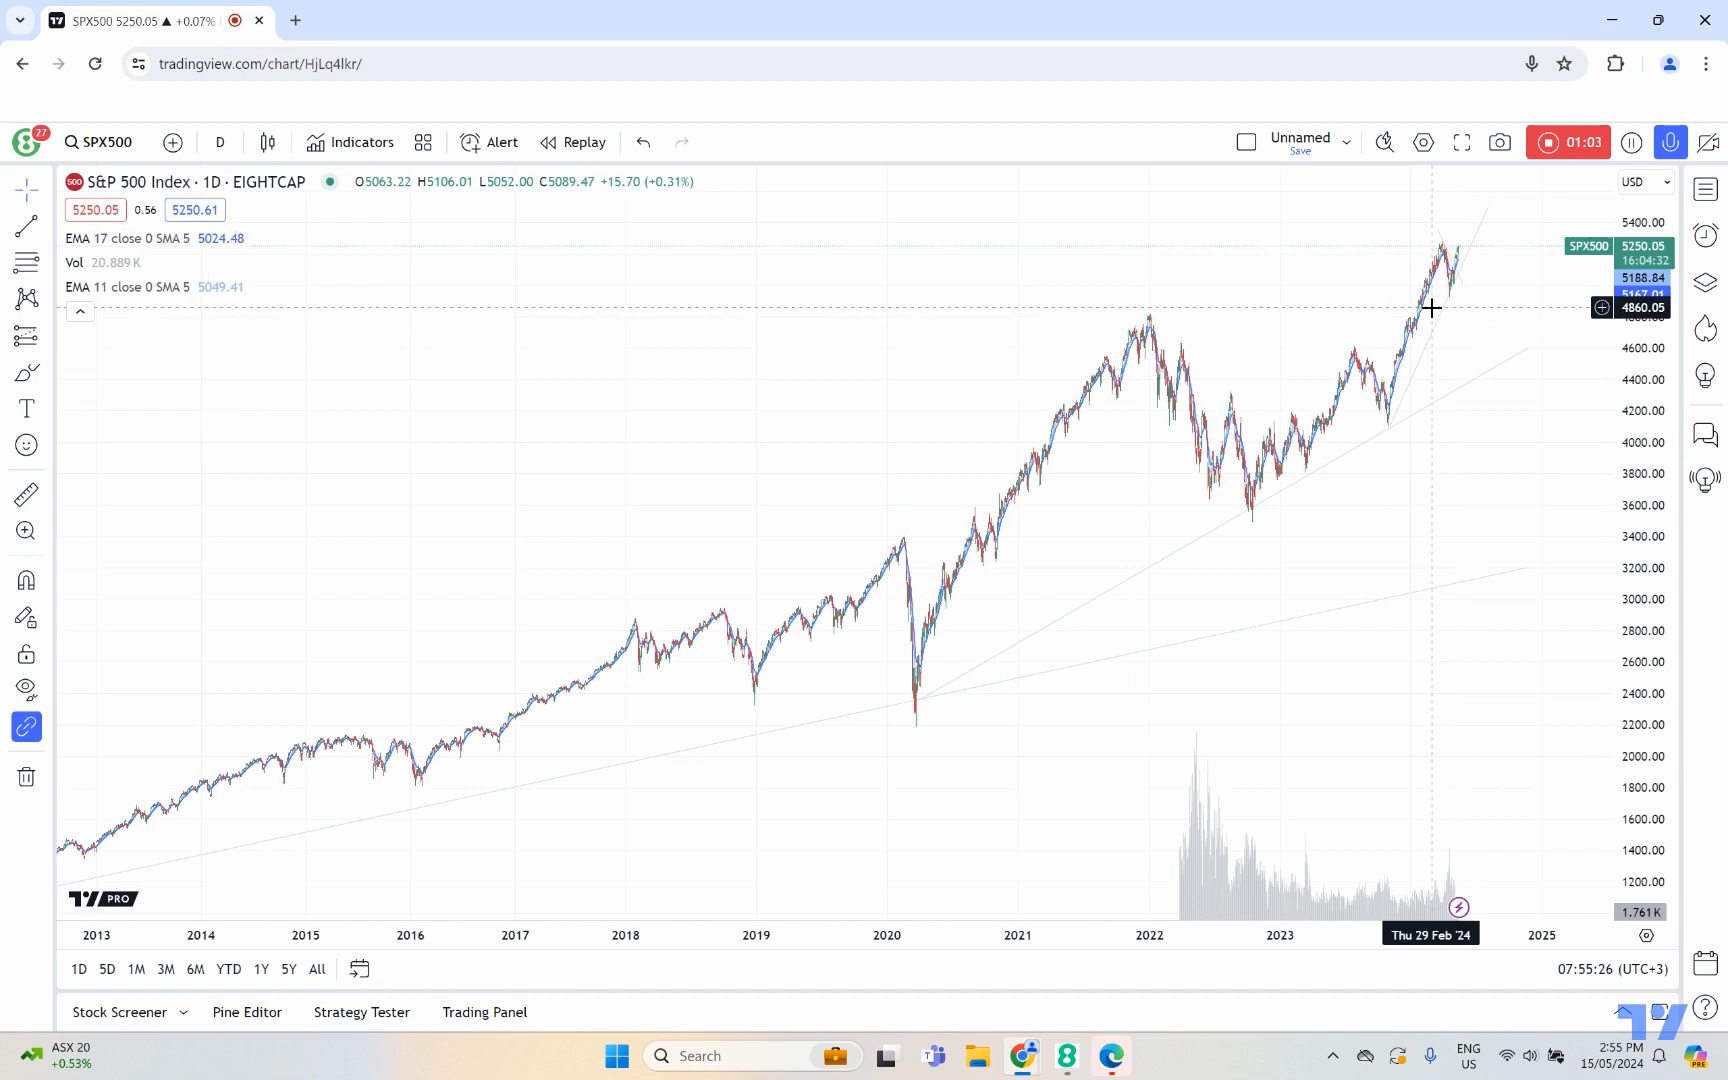 SPX500 5250.05 ▲ +0.07%
tradingview.com/chart/HjLq4lkr/
27
SPX500
D
Indicators
Alert
Replay
Unnamed
Save
01:03
500 S&P 500 Index · 1D · EIGHTCAP
O5063.22 H5106.01 L5052.00 C5089.47 +15.70 (+0.31%)
USD
5250.05 0.56 5250.61
EMA 17 close 0 SMA 5 5024.48
Vol 20.889 K
EMA 11 close 0 SMA 5 5049.41
5400.00
SPX500 5250.05
16:04:32
5188.84
5167.01
4860.05
4600.00
4400.00
4200.00
4000.00
3800.00
3600.00
3400.00
3200.00
3000.00
2800.00
2600.00
2400.00
2200.00
2000.00
1800.00
1600.00
1400.00
1200.00
1.761 K
PRO
2013 2014 2015 2016 2017 2018 2019 2020 2021 2022 2023 Thu 29 Feb '24 2025
1D 5D 1M 3M 6M YTD 1Y 5Y All
07:55:26 (UTC+3)
Stock Screener Pine Editor Strategy Tester Trading Panel
ASX 20
+0.53%
Search
ENG
US
2:55 PM
15/05/2024
PRE